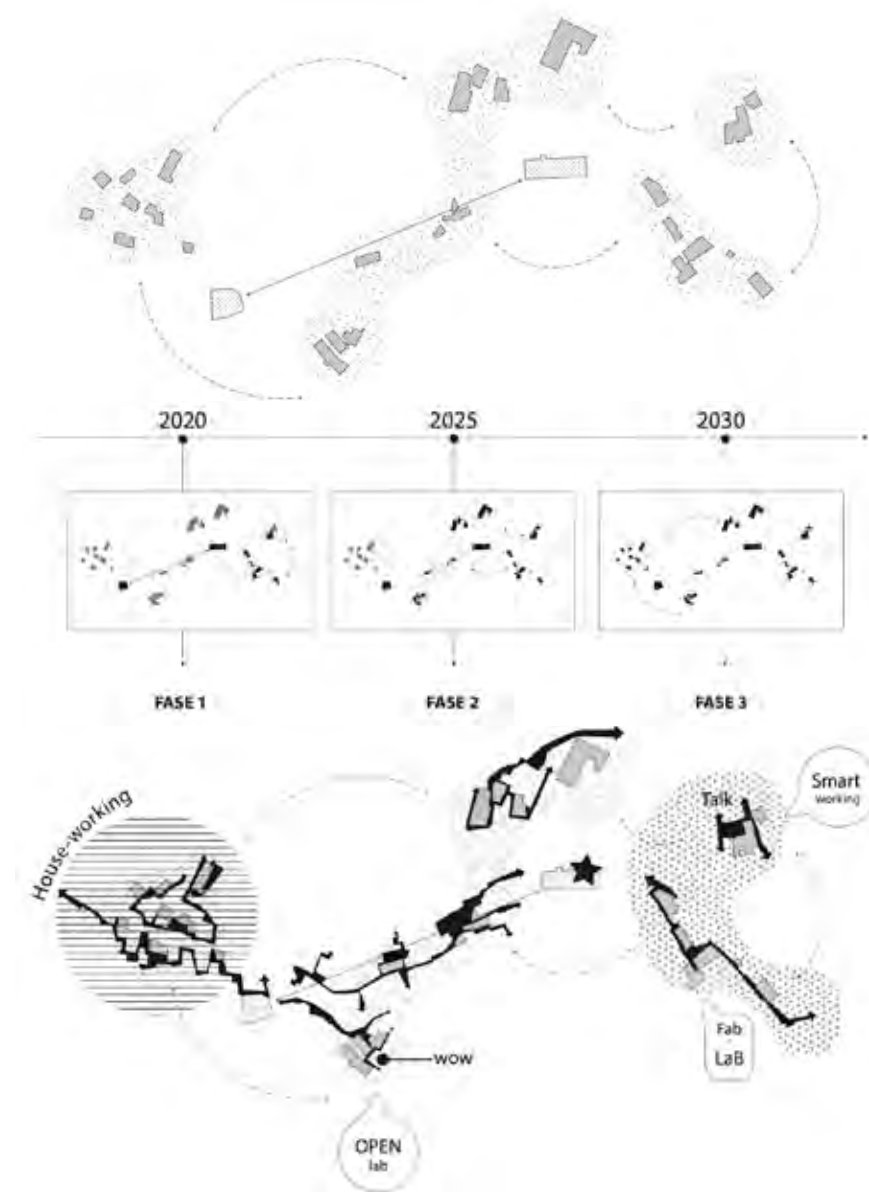 2020 2025 2030
FASE 1 FASE 2 FASE 3
House-working
Talk
Smart
working
Fab
LaB
wow
OPEN
lab